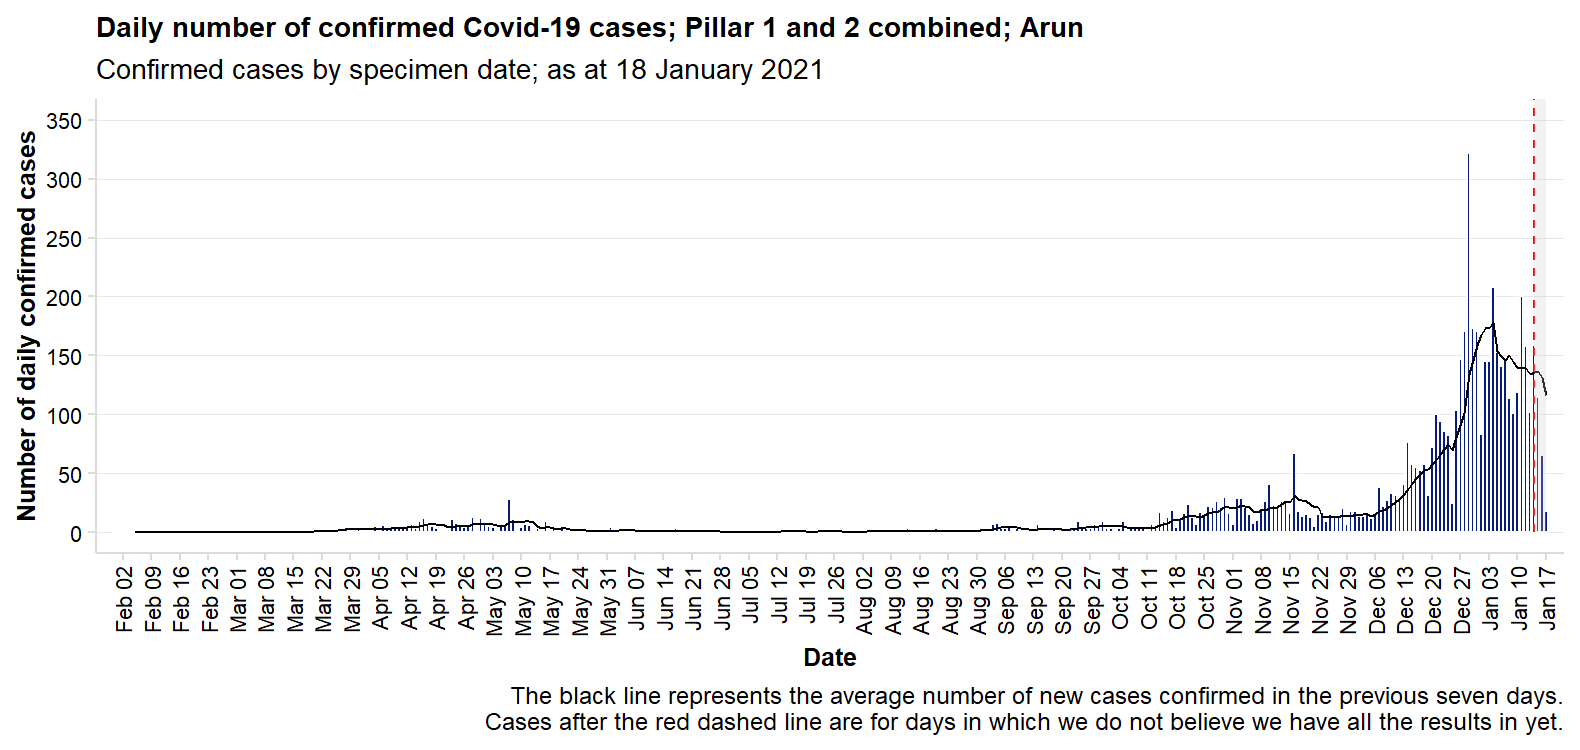 Daily number of confirmed Covid-19 cases; Pillar 1 and 2 combined; Arun
Confirmed cases by specimen date; as at 18 January 2021
Number of daily confirmed cases
350
300
250
200
150
100
50
0
Feb 02
Feb 09
Feb 16
Feb 23
Mar 01
Mar 08
Mar 15
Mar 22
Mar 29
Apr 05
Apr 12
Apr 19
Apr 26
May 03
May 10
May 17
May 24
May 31
Jun 07
Jun 14
Jun 21
Jun 28
Jul 05
Jul 12
Jul 19
Jul 26
Aug 02
Aug 09
Aug 16
Aug 23
Aug 30
Sep 06
Sep 13
Sep 20
Sep 27
Oct 04
Oct 11
Oct 18
Oct 25
Nov 01
Nov 08
Nov 15
Nov 22
Nov 29
Dec 06
Dec 13
Dec 20
Dec 27
Jan 03
Jan 10
Jan 17
Date
The black line represents the average number of new cases confirmed in the previous seven days.
Cases after the red dashed line are for days in which we do not believe we have all the results in yet.